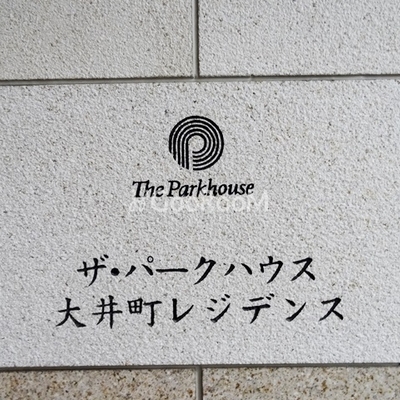 The Parkhouse
ザ・パークハウス
大井町レジデンス